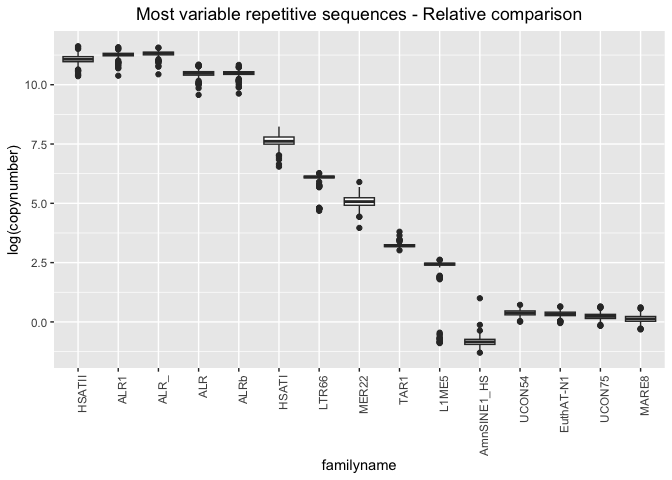 Most variable repetitive sequences - Relative comparison
log(copynumber)
10.0
7.5
5.0
2.5
0.0
HSATII
ALR1
ALR_
ALR
ALRb
HSATI
LTR66
MER22
TAR1
L1ME5
AmnSINE1_HS
UCON54
EuthAT-N1
UCON75
MARE8
familyname